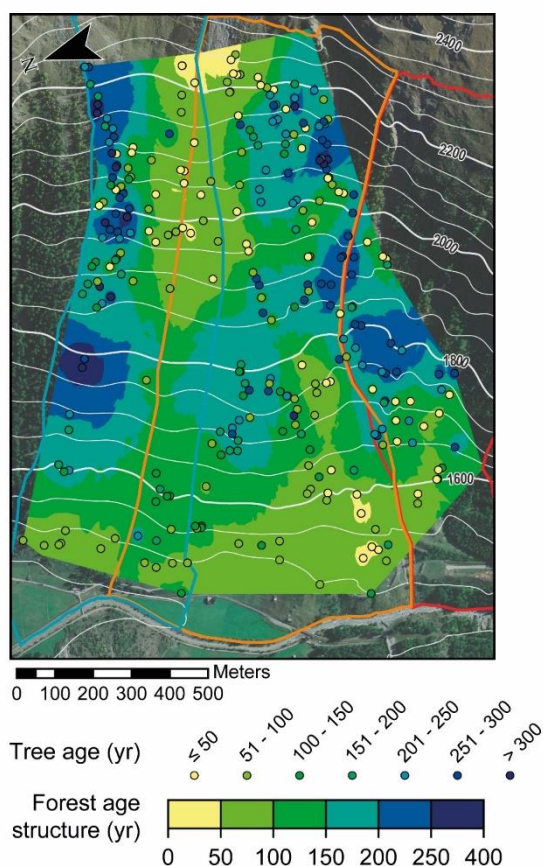 N
2400
2200
2000
1800
1600
Meters
0 100 200 300 400 500
Tree age (yr)
≤ 50
51 - 100
100 - 150
151 - 200
201 - 250
251 - 300
> 300
Forest age
structure (yr)
0 50 100 150 200 250 400